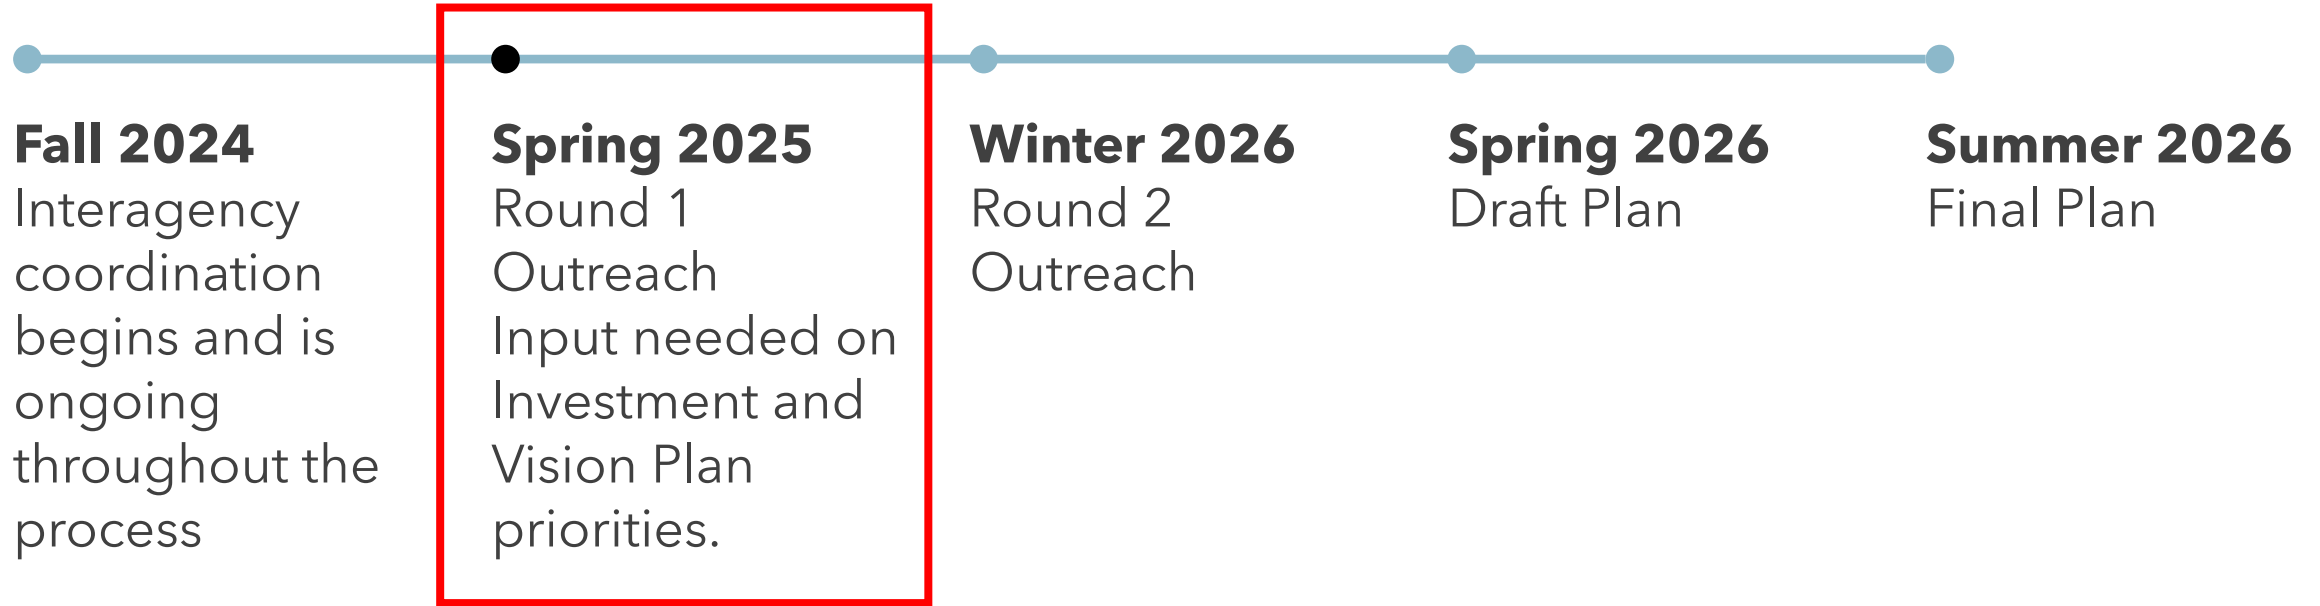 Fall 2024
Interagency
coordination
begins and is
ongoing
throughout the
process
Spring 2025
Round 1
Outreach
Input needed on
Investment and
Vision Plan
priorities.
Winter 2026
Round 2
Outreach
Spring 2026
Draft Plan
Summer 2026
Final Plan